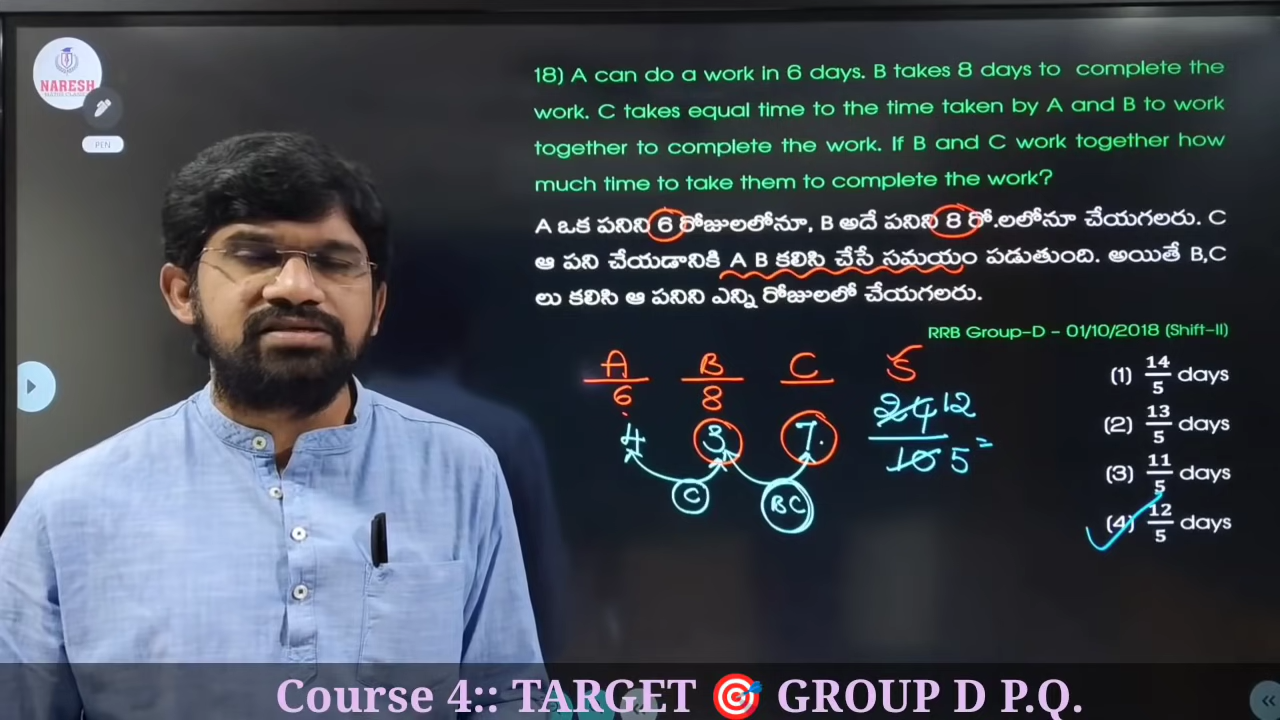 NARESH
PEN
18) A can do a work in 6 days. B takes 8 days to complete the
work. C takes equal time to the time taken by A and B to work
together to complete the work. If B and C work together how
much time to take them to complete the work?
A ఒక పనిని 6 రోజులలోనూ, B అదే పనిని 8 రో.లలోనూ చేయగలరు. C
ఆ పని చేయడానికి A B కలిసి చేసే సమయం పడుతుంది. అయితే B,C
లు కలిసి ఆ పనిని ఎన్ని రోజులలో చేయగలరు.
RRB Group-D - 01/10/2018 (Shift-II)
A B C
6 8
4 3 7.
C BC
24 12
10 5 =
(1) 14/5 days
(2) 13/5 days
(3) 11/5 days
(4) 12/5 days
Course 4:: TARGET 🎯 GROUP D P.Q.